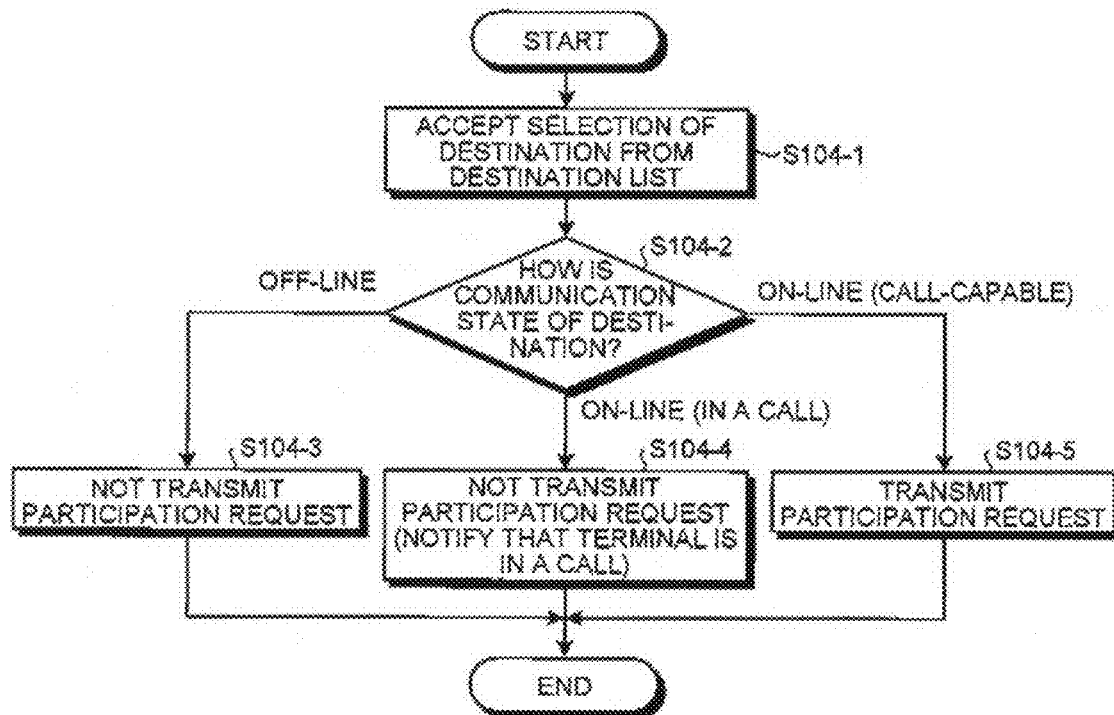 START
ACCEPT SELECTION OF
DESTINATION FROM
DESTINATION LIST
S104-1
S104-2
HOW IS
COMMUNICATION
STATE OF DESTI-
NATION?
OFF-LINE
ON-LINE (CALL-CAPABLE)
ON-LINE (IN A CALL)
S104-3
NOT TRANSMIT
PARTICIPATION REQUEST
S104-4
NOT TRANSMIT
PARTICIPATION REQUEST
(NOTIFY THAT TERMINAL IS
IN A CALL)
S104-5
TRANSMIT
PARTICIPATION REQUEST
END